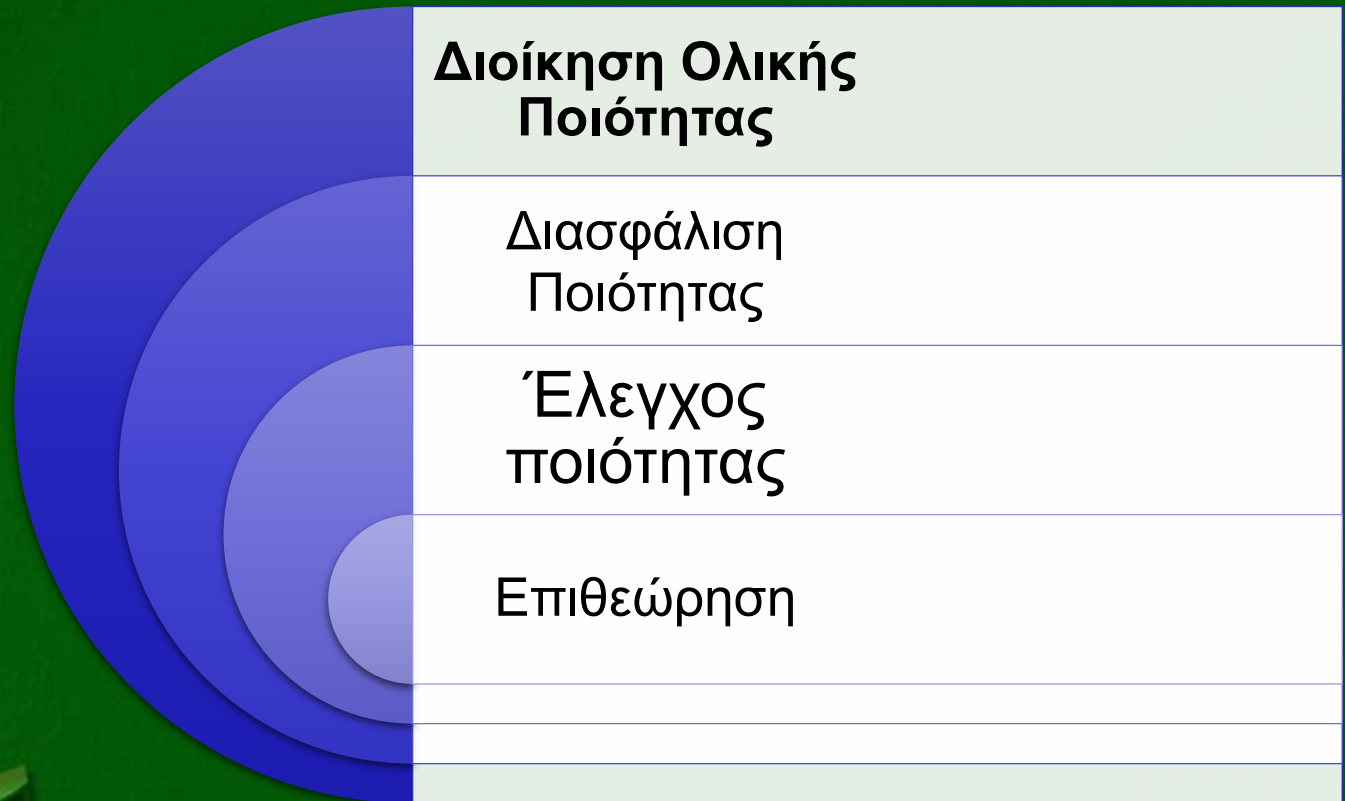 Διοίκηση Ολικής
Ποιότητας
Διασφάλιση
Ποιότητας
Έλεγχος
ποιότητας
Επιθεώρηση